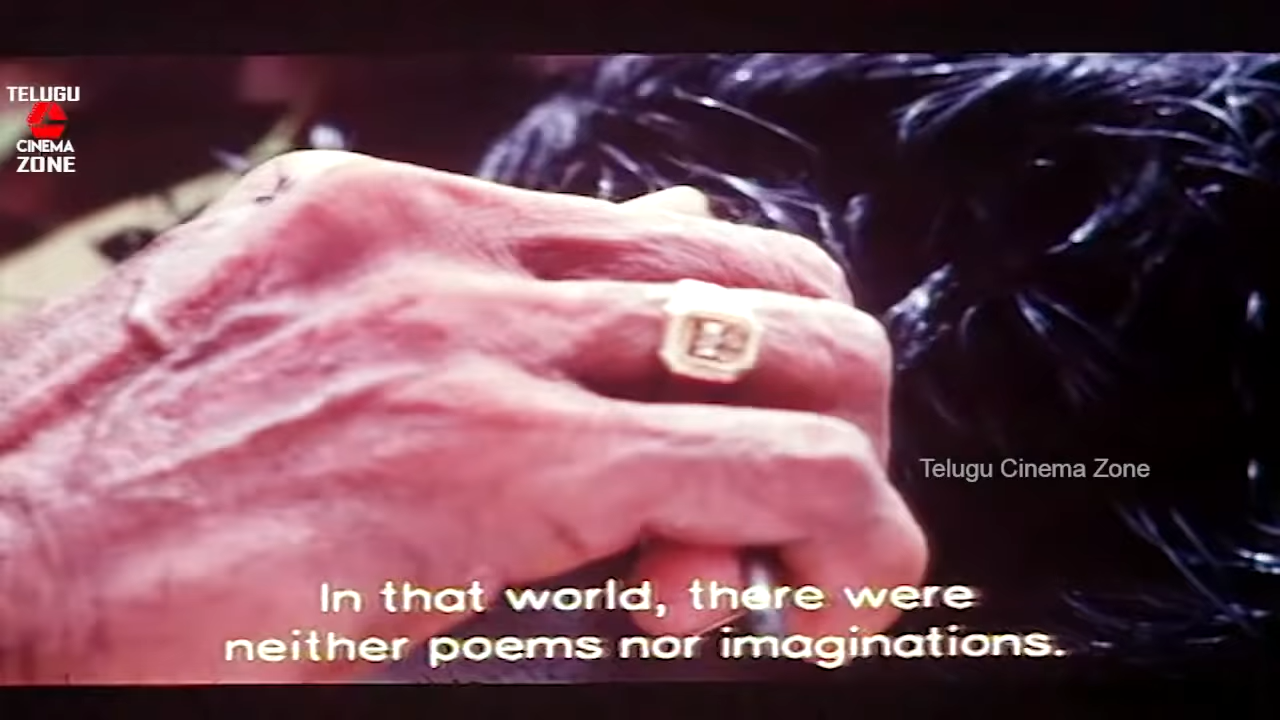 TELUGU
CINEMA
ZONE
Telugu Cinema Zone
In that world, there were
neither poems nor imaginations.